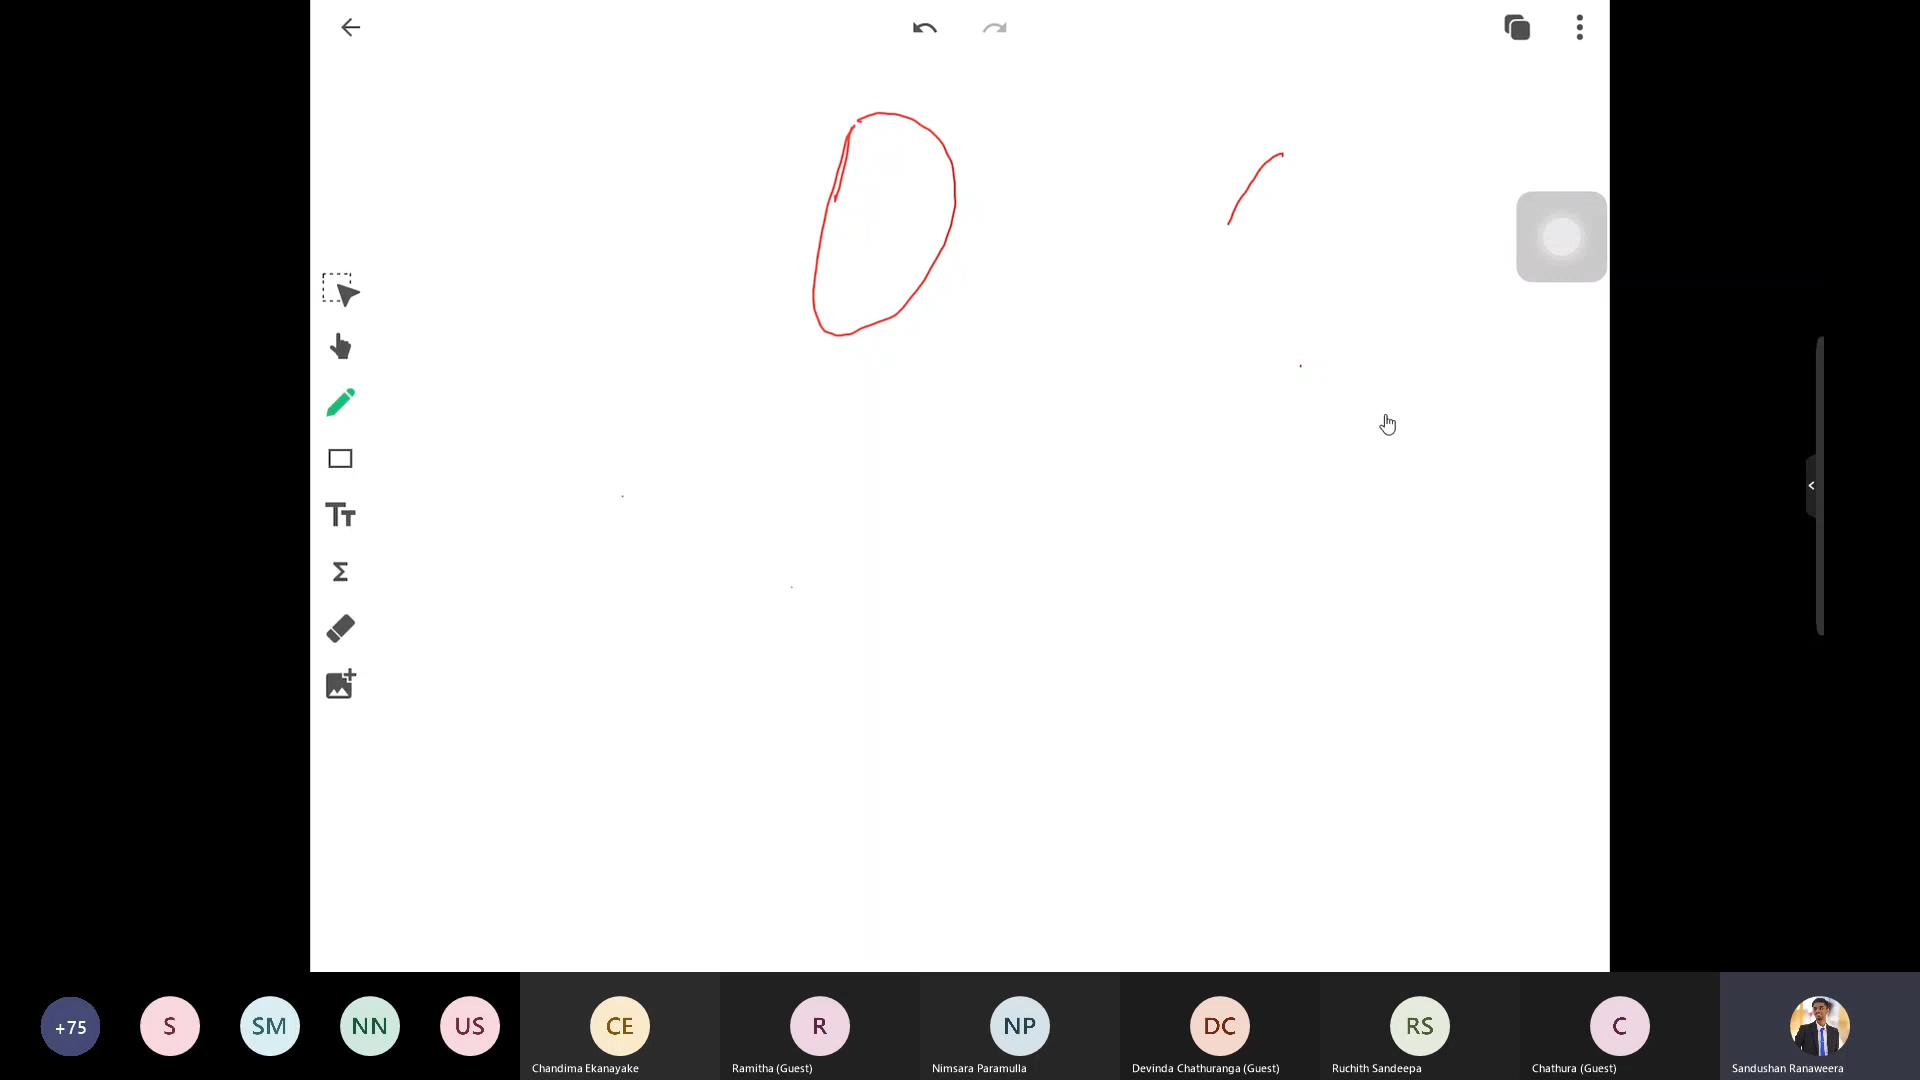 Tт
Σ
<
+75
S
SM
NN
US
CE
R
NP
DC
RS
C
Chandima Ekanayake
Ramitha (Guest)
Nimsara Paramulla
Devinda Chathuranga (Guest)
Ruchith Sandeepa
Chathura (Guest)
Sandushan Ranaweera